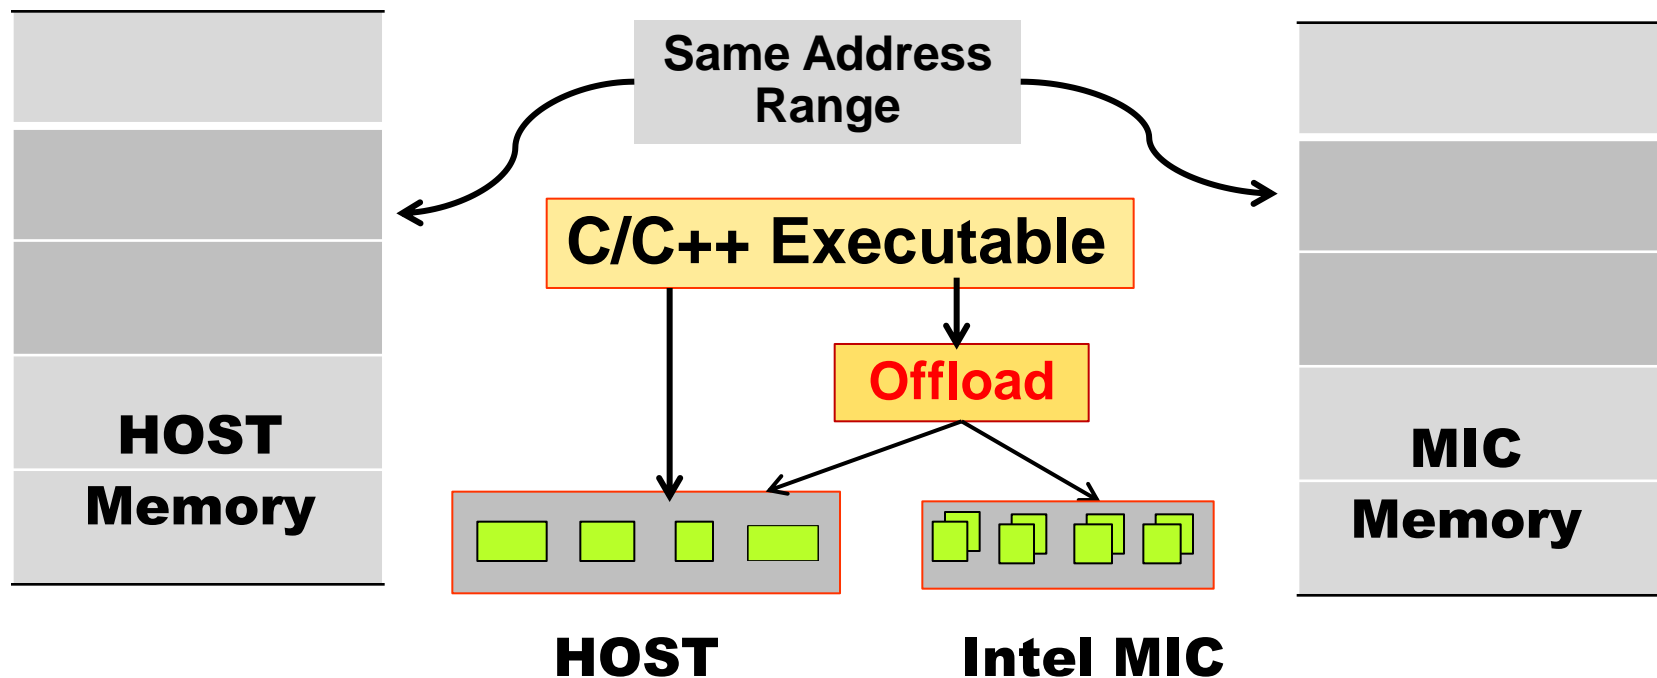 Same Address
Range
C/C++ Executable
Offload
HOST
Memory
MIC
Memory
HOST
Intel MIC